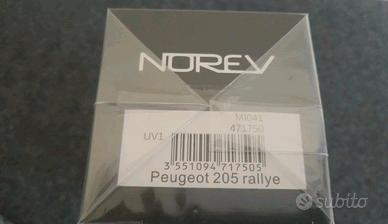 NOREV
MI041
471750
UV1
3 551094 717505
Peugeot 205 rallye
subito